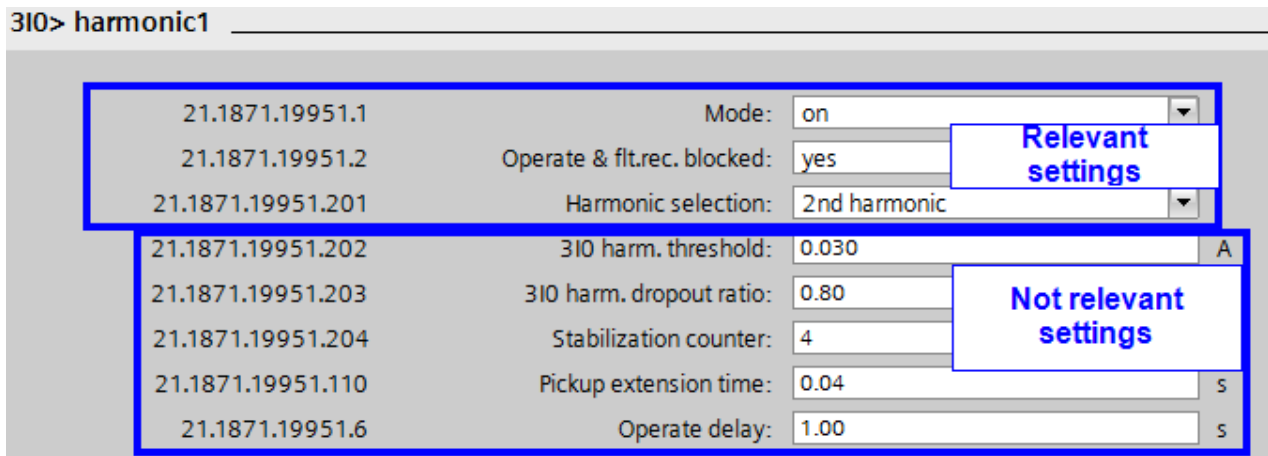 3I0> harmonic1
21.1871.19951.1 Mode: on
21.1871.19951.2 Operate & flt.rec. blocked: yes
Relevant
settings
21.1871.19951.201 Harmonic selection: 2nd harmonic
21.1871.19951.202 3I0 harm. threshold: 0.030 A
21.1871.19951.203 3I0 harm. dropout ratio: 0.80
Not relevant
settings
21.1871.19951.204 Stabilization counter: 4
21.1871.19951.110 Pickup extension time: 0.04 s
21.1871.19951.6 Operate delay: 1.00 s